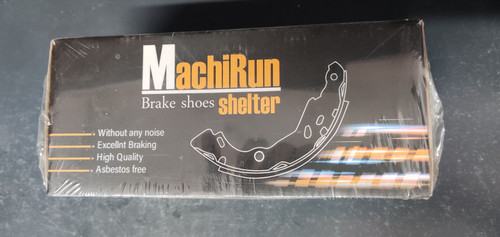 MachiRun
Brake shoes shelter
Without any noise
Excellnt Braking
High Quality
Asbestos free